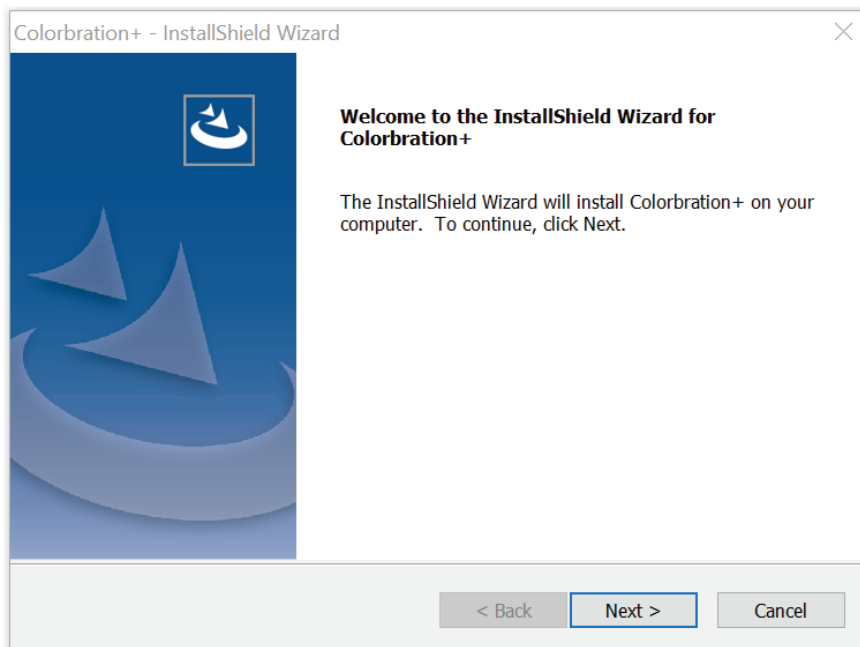 Colorbration+ - InstallShield Wizard
Welcome to the InstallShield Wizard for
Colorbration+
The InstallShield Wizard will install Colorbration+ on your
computer.  To continue, click Next.
< Back
Next >
Cancel